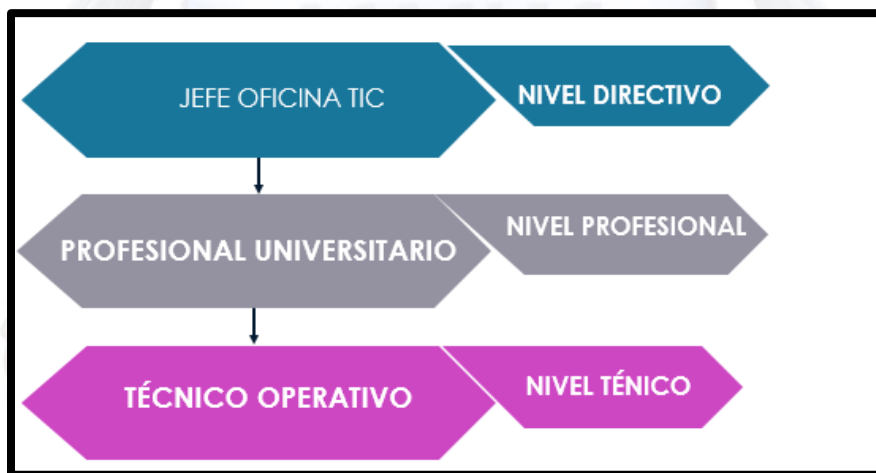 JEFE OFICINA TIC
NIVEL DIRECTIVO
PROFESIONAL UNIVERSITARIO
NIVEL PROFESIONAL
TÉCNICO OPERATIVO
NIVEL TÉNICO